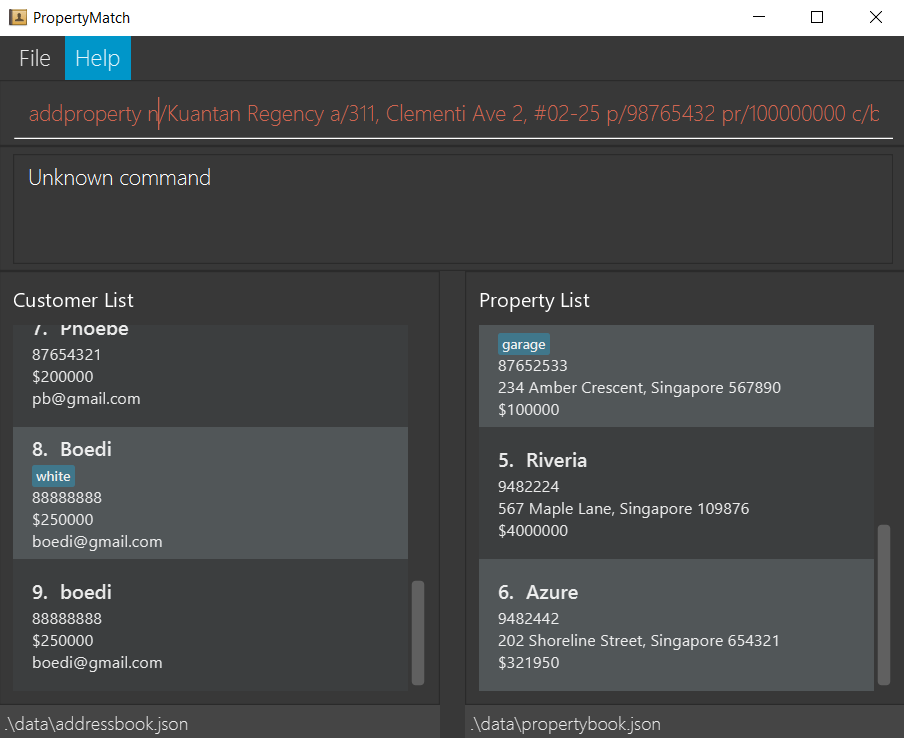 PropertyMatch
File Help
addproperty n/Kuantan Regency a/311, Clementi Ave 2, #02-25 p/98765432 pr/100000000 c/b
Unknown command
Customer List
7. Phoebe
87654321
$200000
pb@gmail.com
8. Boedi
white
88888888
$250000
boedi@gmail.com
9. boedi
88888888
$250000
boedi@gmail.com
.\data\addressbook.json
Property List
garage
87652533
234 Amber Crescent, Singapore 567890
$100000
5. Riveria
9482224
567 Maple Lane, Singapore 109876
$4000000
6. Azure
9482442
202 Shoreline Street, Singapore 654321
$321950
.\data\propertybook.json